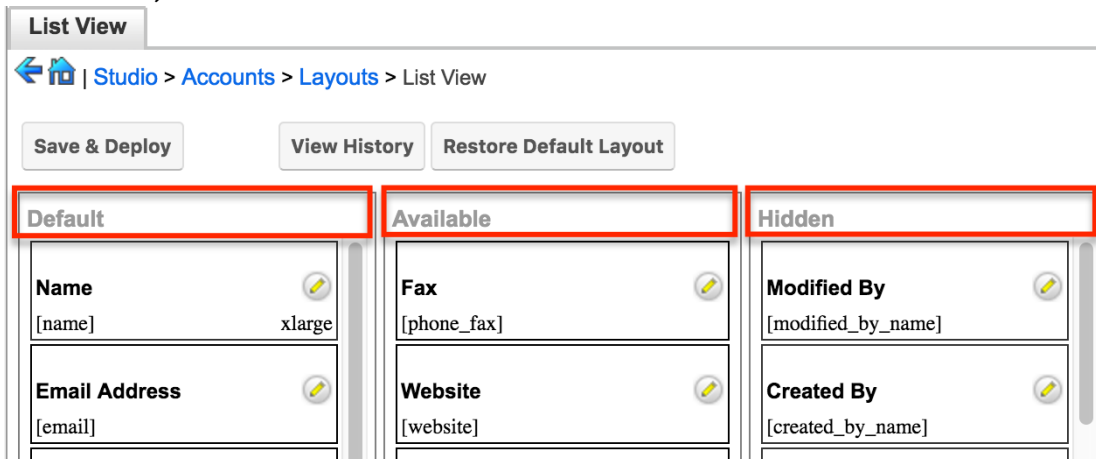 List View
| Studio > Accounts > Layouts > List View
Save & Deploy View History Restore Default Layout
Default Available Hidden
Name Fax Modified By
[name] xlarge [phone_fax] [modified_by_name]
Email Address Website Created By
[email] [website] [created_by_name]